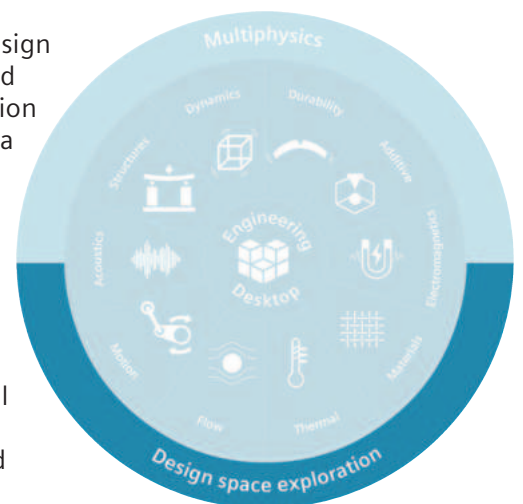 sign
d
ion
a
l
d
Multiphysics
Dynamics
Durability
Structures
Additive
Acoustics
Engineering
Desktop
Electromagnetics
Motion
Materials
Flow
Thermal
Design space exploration